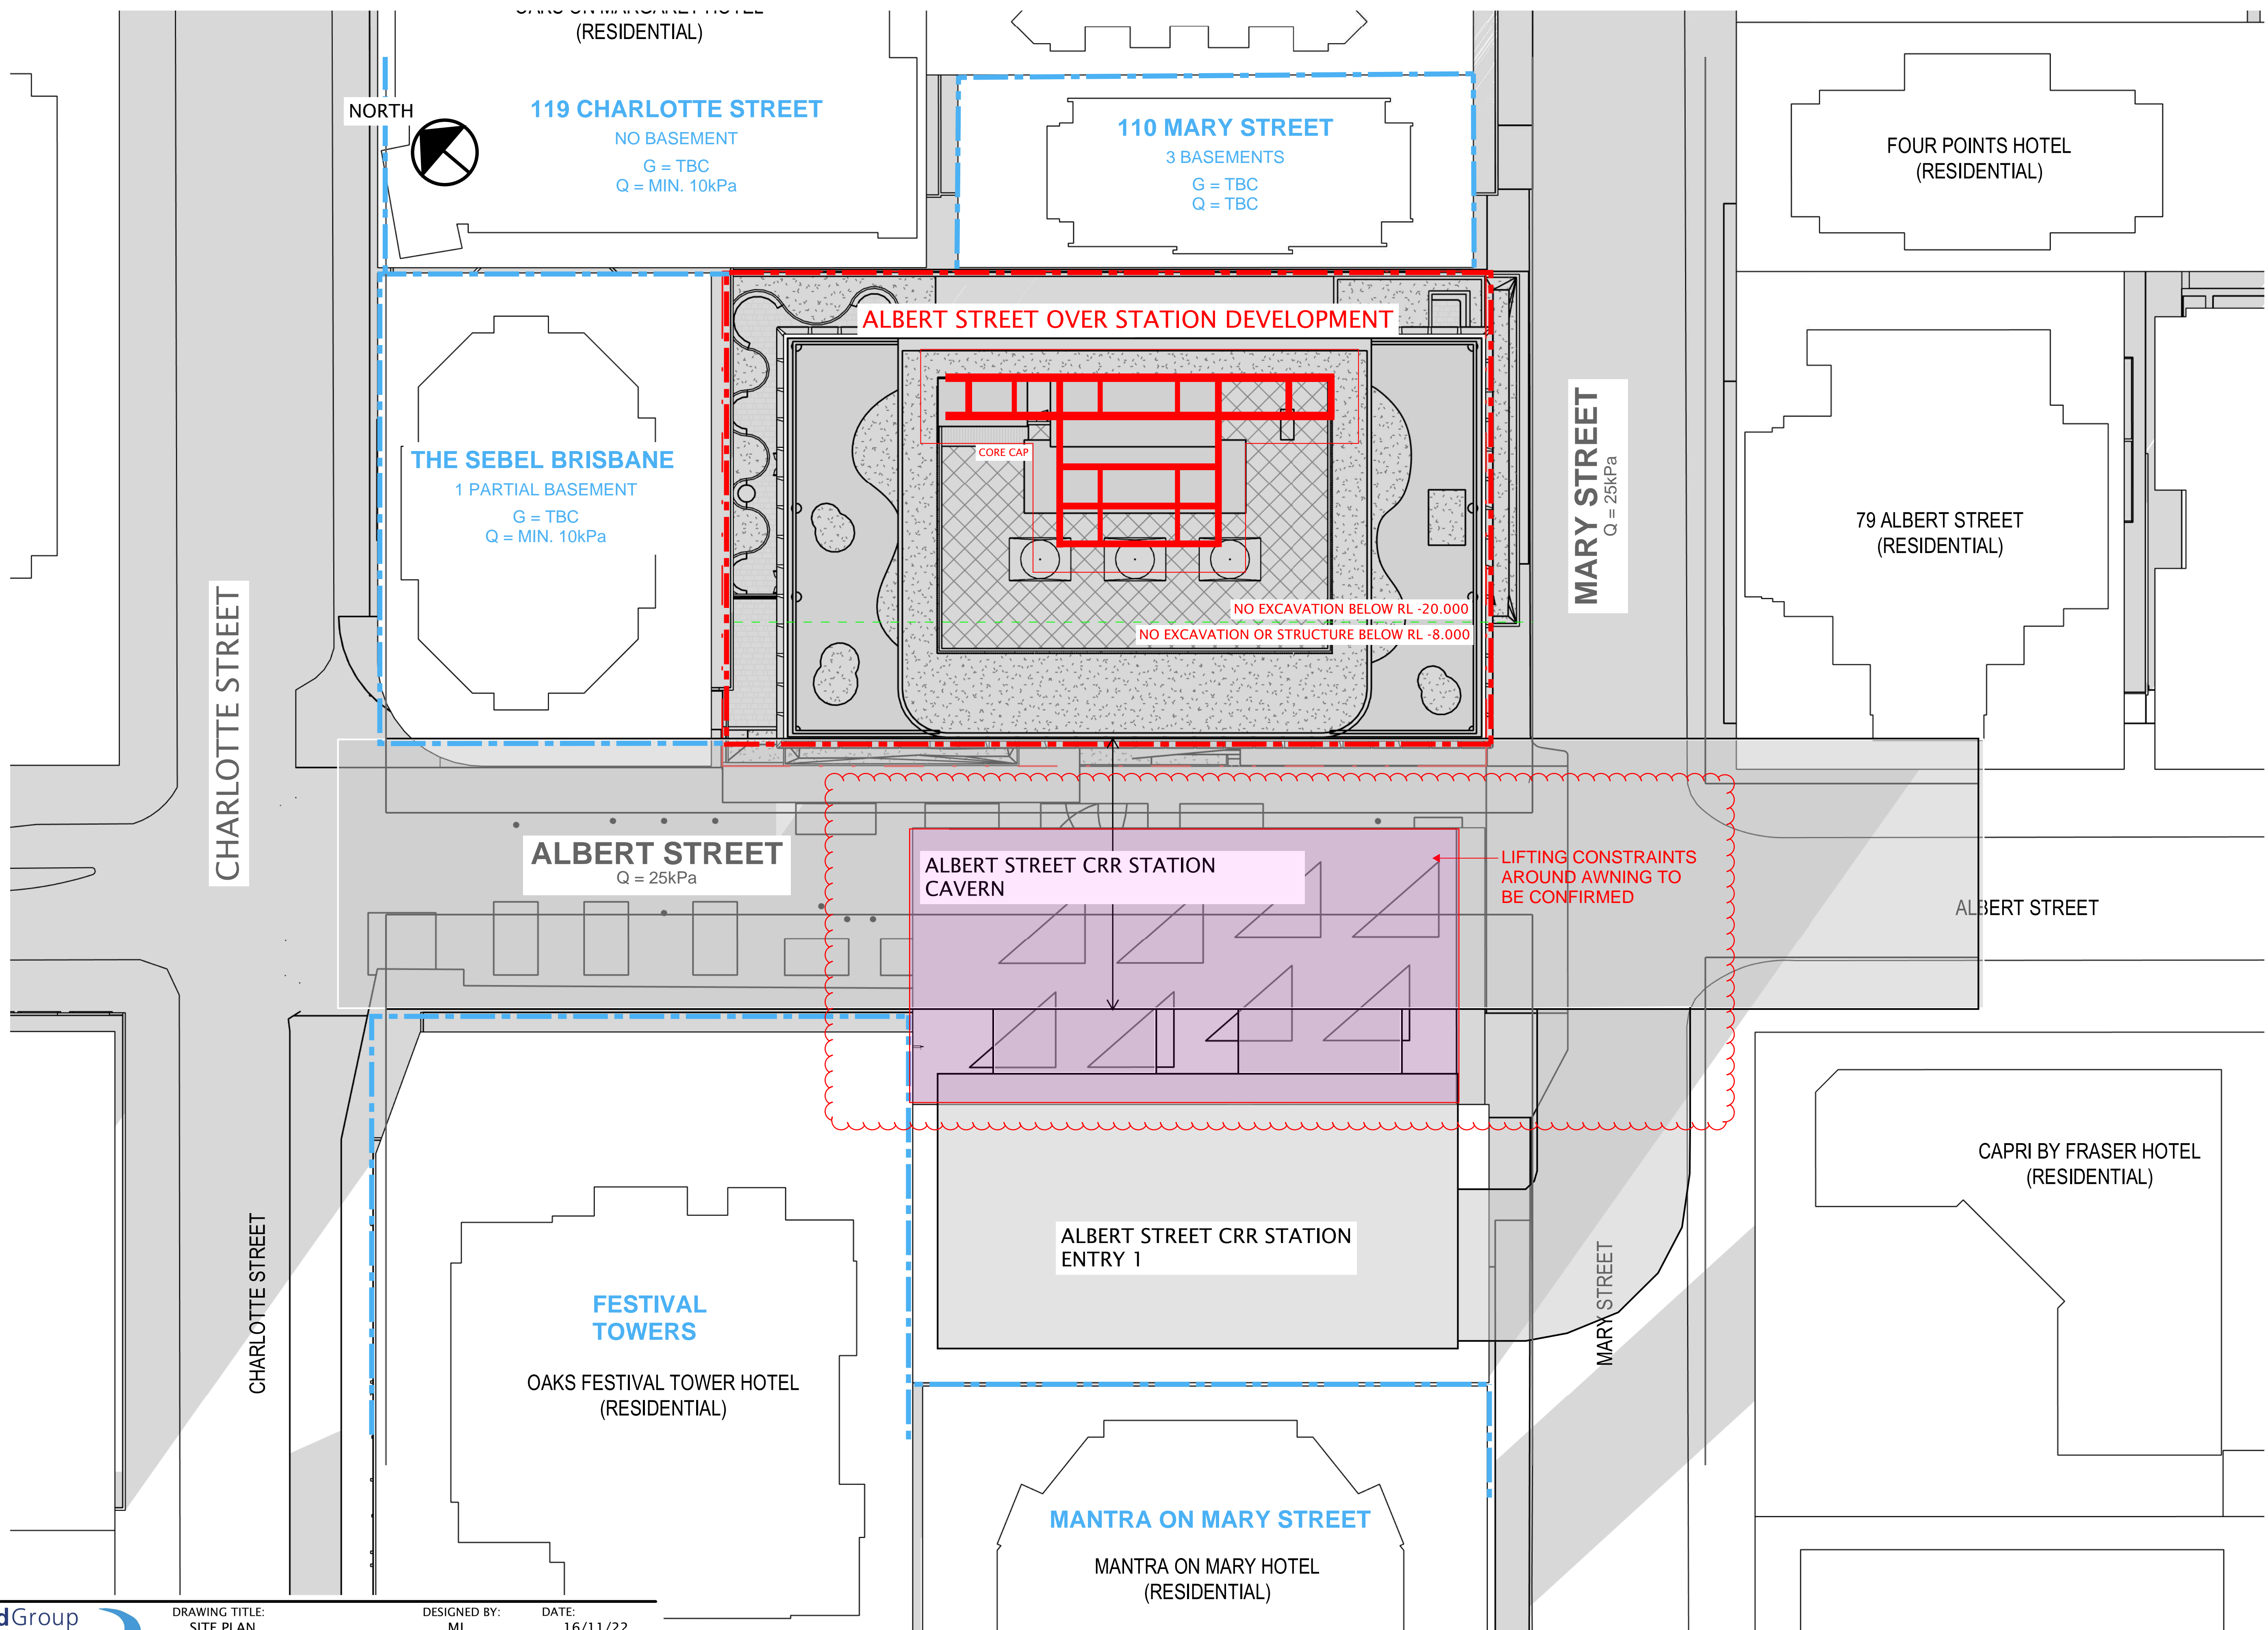 (RESIDENTIAL)
NORTH
119 CHARLOTTE STREET
NO BASEMENT
G = TBC
Q = MIN. 10kPa
110 MARY STREET
3 BASEMENTS
G = TBC
Q = TBC
FOUR POINTS HOTEL
(RESIDENTIAL)
ALBERT STREET OVER STATION DEVELOPMENT
CORE CAP
THE SEBEL BRISBANE
1 PARTIAL BASEMENT
G = TBC
Q = MIN. 10kPa
MARY STREET
Q = 25kPa
79 ALBERT STREET
(RESIDENTIAL)
NO EXCAVATION BELOW RL -20.000
NO EXCAVATION OR STRUCTURE BELOW RL -8.000
CHARLOTTE STREET
ALBERT STREET
Q = 25kPa
ALBERT STREET CRR STATION
CAVERN
LIFTING CONSTRAINTS
AROUND AWNING TO
BE CONFIRMED
ALBERT STREET
CAPRI BY FRASER HOTEL
(RESIDENTIAL)
ALBERT STREET CRR STATION
ENTRY 1
CHARLOTTE STREET
MARY STREET
FESTIVAL
TOWERS
OAKS FESTIVAL TOWER HOTEL
(RESIDENTIAL)
MANTRA ON MARY STREET
MANTRA ON MARY HOTEL
(RESIDENTIAL)
dGroup
DRAWING TITLE:
SITE PLAN
DESIGNED BY:
DATE:
16/11/22